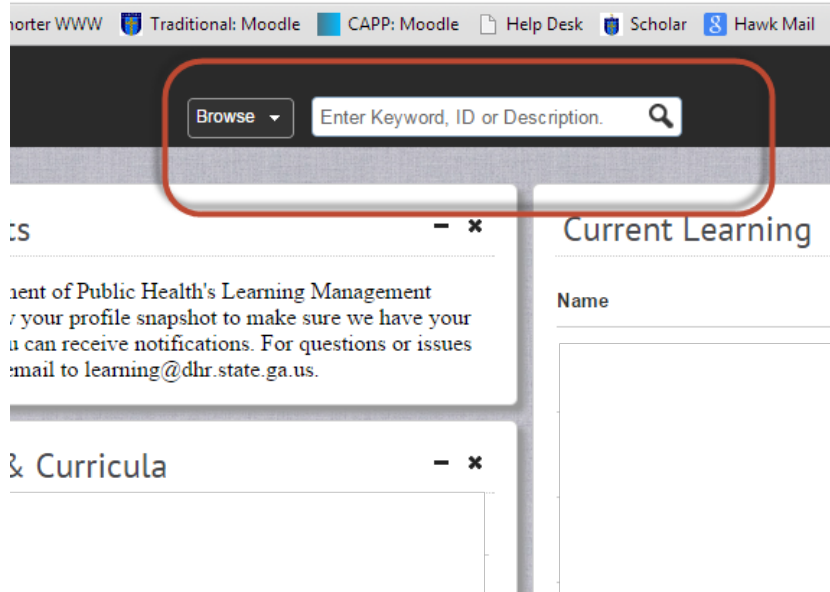 horter WWW Traditional: Moodle CAPP: Moodle Help Desk Scholar 8 Hawk Mail
Browse Enter Keyword, ID or Description.
ts
Current Learning
nent of Public Health's Learning Management
v your profile snapshot to make sure we have your
u can receive notifications. For questions or issues
email to learning@dhr.state.ga.us.
Name
& Curricula